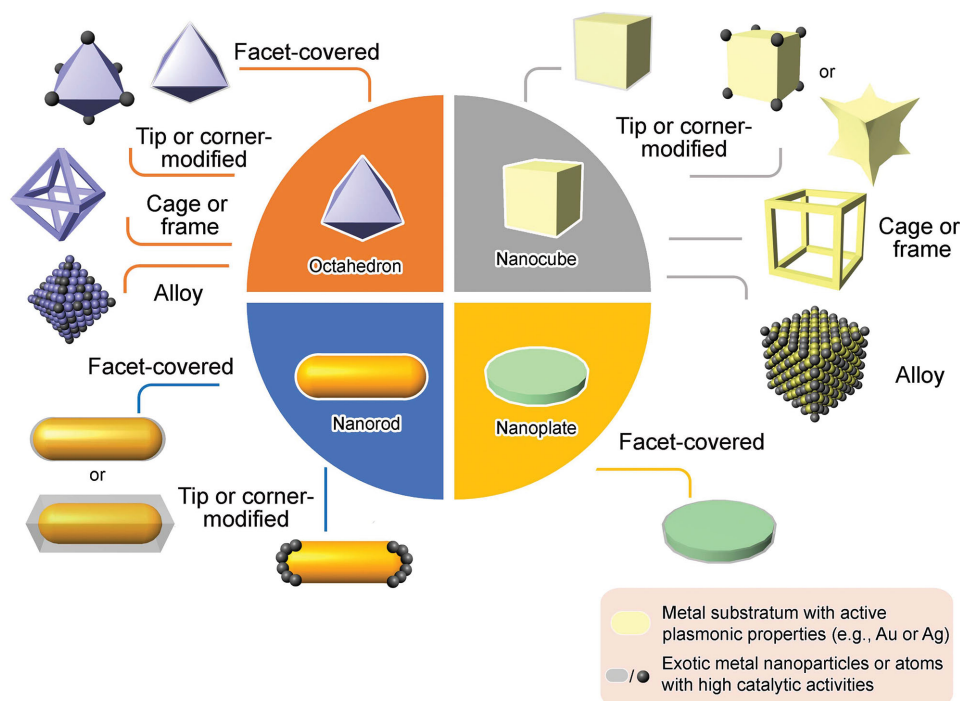 Facet-covered
Tip or corner-
modified
Cage or
frame
Alloy
Octahedron
or
Tip or corner-
modified
Cage or
frame
Alloy
Nanocube
Facet-covered
or
Tip or corner-
modified
Nanorod
Nanoplate
Facet-covered
Metal substratum with active
plasmonic properties (e.g., Au or Ag)
/
Exotic metal nanoparticles or atoms
with high catalytic activities